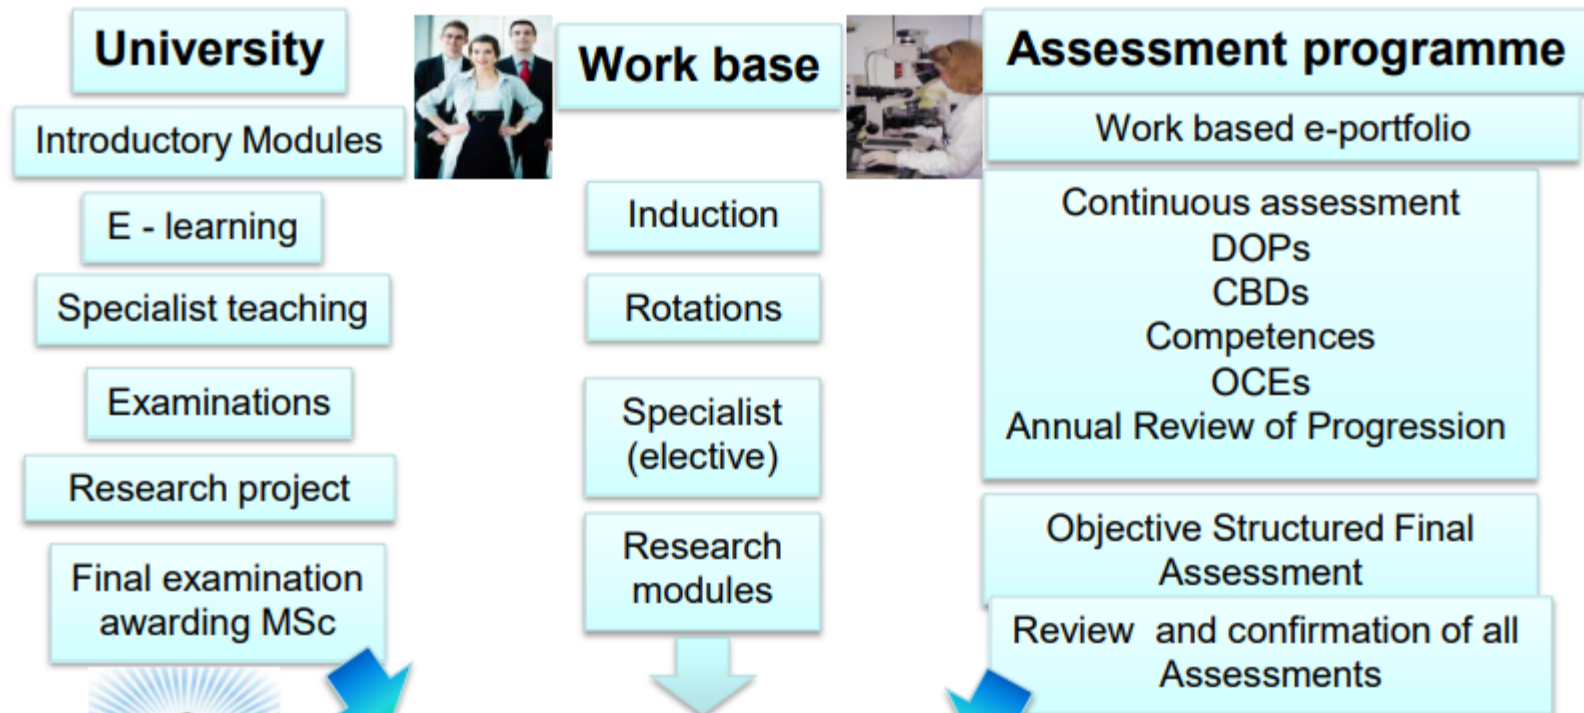 University
Introductory Modules
E - learning
Specialist teaching
Examinations
Research project
Final examination
awarding MSc
Work base
Induction
Rotations
Specialist
(elective)
Research
modules
Assessment programme
Work based e-portfolio
Continuous assessment
DOPs
CBDs
Competences
OCEs
Annual Review of Progression
Objective Structured Final
Assessment
Review and confirmation of all
Assessments